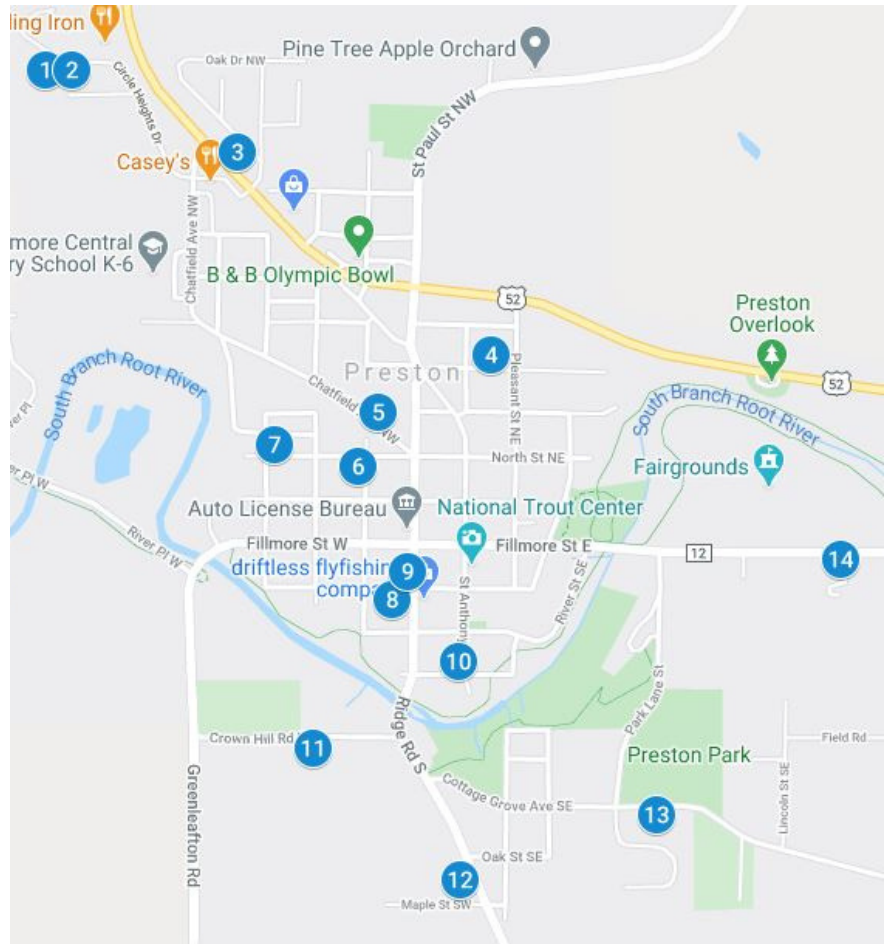 ling Iron
1
2
Oak Dr NW
Pine Tree Apple Orchard
Circle Heights Dr
St Paul St NW
Casey's
3
more Central
ry School K-6
Chatfield Ave NW
B & B Olympic Bowl
52
Preston
Overlook
52
South Branch Root River
4
Preston
Pleasant St NE
South Branch Root River
Chatfield
NW
5
7
6
North St NE
Fairgrounds
er Pl
er Pl W
River Pl W
Auto License Bureau
National Trout Center
Fillmore St W
Fillmore St E
12
14
driftless flyfishing
compa
9
8
St Anthony
River St SE
10
Park Lane St
Ridge Rd S
Crown Hill Rd
11
Preston Park
Field Rd
Lincoln St SE
Greenleafton Rd
Cottage Grove Ave SE
13
Oak St SE
12
Maple St SW